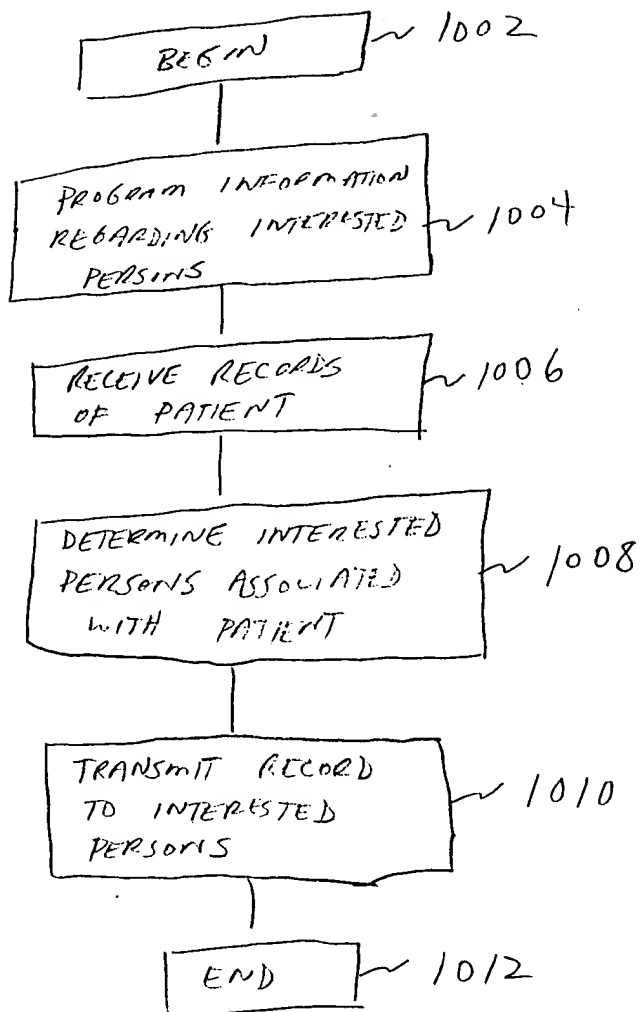 BEGIN 1002
PROGRAM INFORMATION
REGARDING INTERESTED 1004
PERSONS
RECEIVE RECORDS 1006
OF PATIENT
DETERMINE INTERESTED
PERSONS ASSOCIATED 1008
WITH PATIENT
TRANSMIT RECORD
TO INTERESTED 1010
PERSONS
END 1012